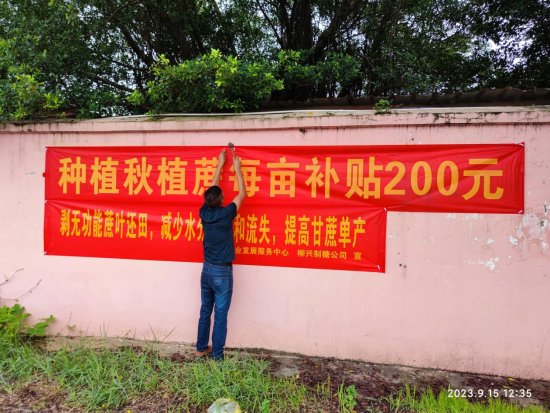 种植秋植蔗每亩补贴200元
剥无功能蔗叶还田，减少水 和流失，提高甘蔗单产
业发展服务中心 柳兴制糖公司 宣
2023.9.15 12:35